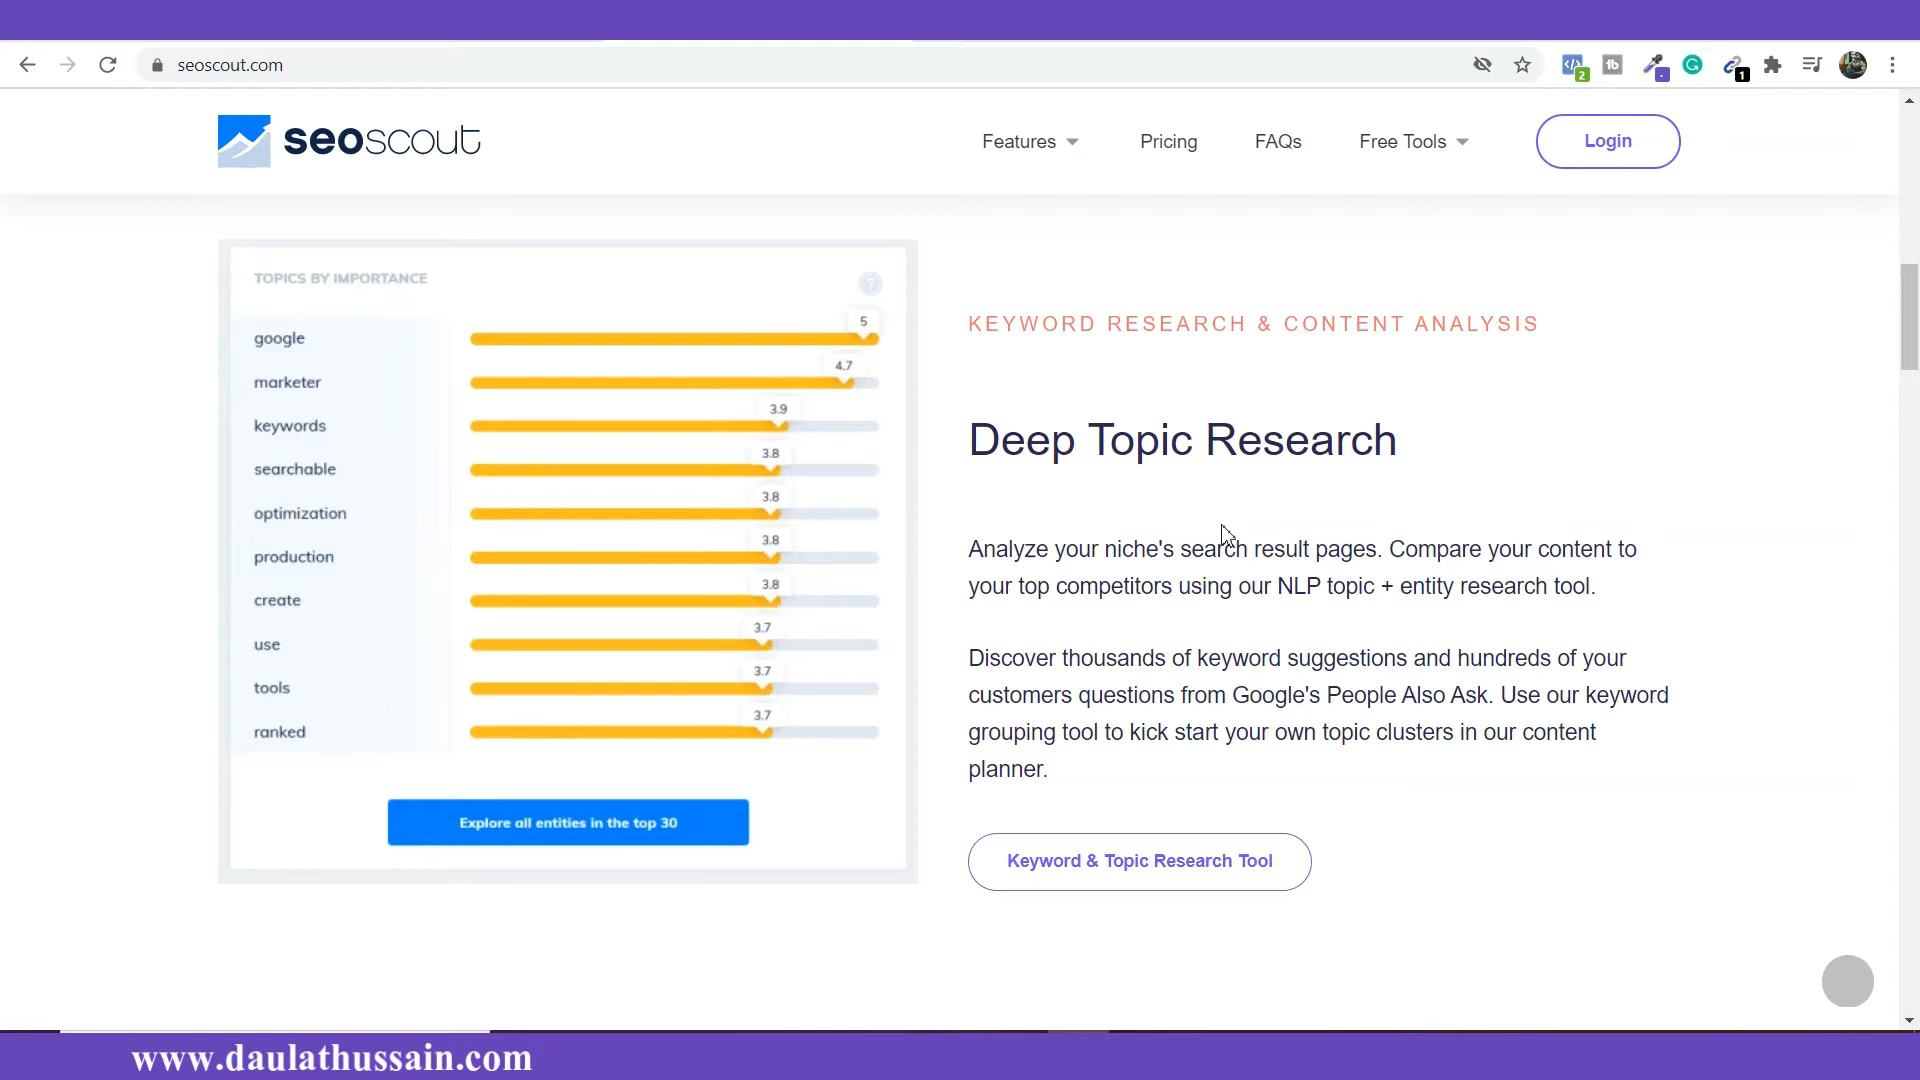 seoscout.com
2
tb
G
1
seoscout
Features
Pricing
FAQs
Free Tools
Login
TOPICS BY IMPORTANCE
?
google
5
marketer
4.7
keywords
3.9
searchable
3.8
optimization
3.8
production
3.8
create
3.8
use
3.7
tools
3.7
ranked
3.7
Explore all entities in the top 30
KEYWORD RESEARCH & CONTENT ANALYSIS
Deep Topic Research
Analyze your niche's search result pages. Compare your content to
your top competitors using our NLP topic + entity research tool.
Discover thousands of keyword suggestions and hundreds of your
customers questions from Google's People Also Ask. Use our keyword
grouping tool to kick start your own topic clusters in our content
planner.
Keyword & Topic Research Tool
www.daulathussain.com